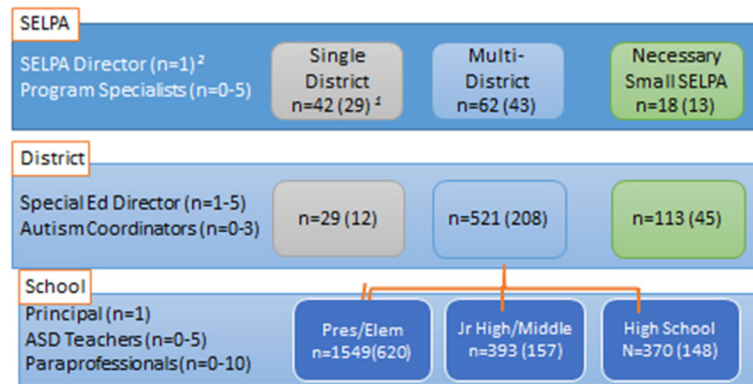 SELPA
SELPA Director (n=1)²
Program Specialists (n=0-5)
Single
District
n=42 (29) ¹
Multi-
District
n=62 (43)
Necessary
Small SELPA
n=18 (13)
District
Special Ed Director (n=1-5)
Autism Coordinators (n=0-3)
n=29 (12)
n=521 (208)
n=113 (45)
School
Principal (n=1)
ASD Teachers (n=0-5)
Paraprofessionals (n=0-10)
Pres/Elem
n=1549(620)
Jr High/Middle
n=393 (157)
High School
N=370 (148)